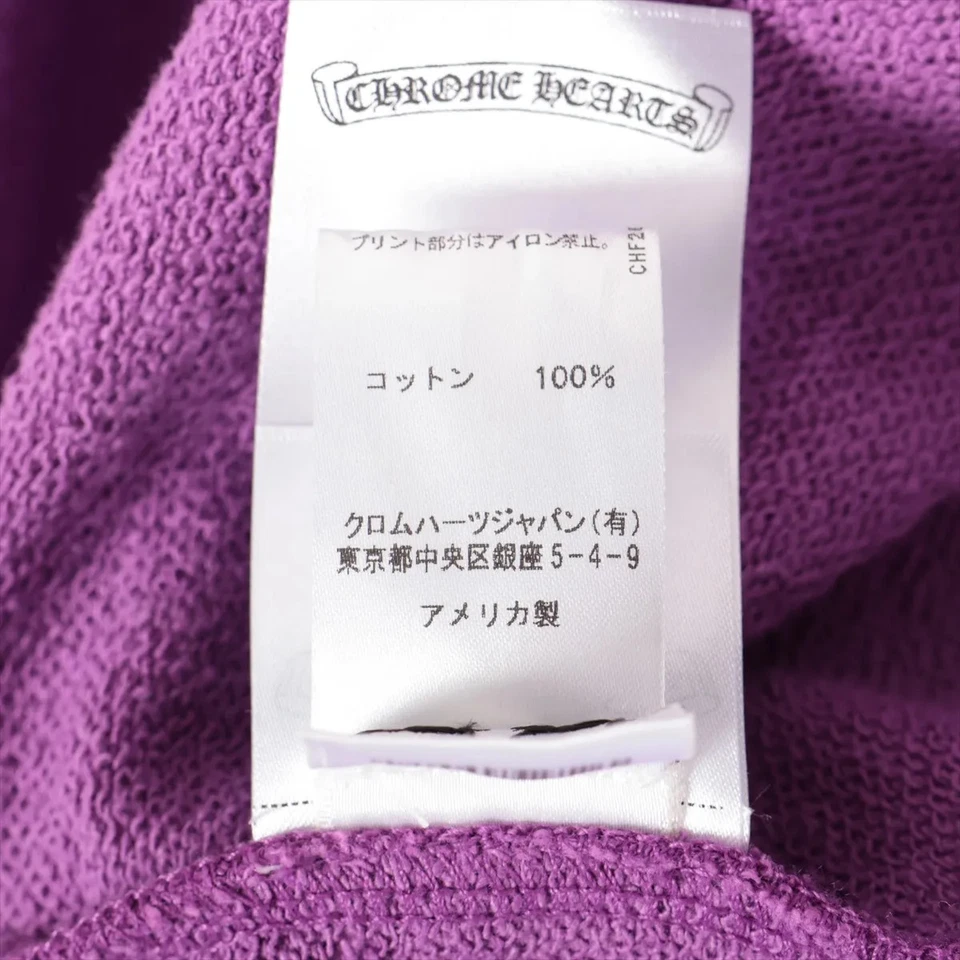 CHROME HEARTS
プリント部分はアイロン禁止。
コットン 100%
クロムハーツジャパン(有)
東京都中央区銀座5-4-9
アメリカ製